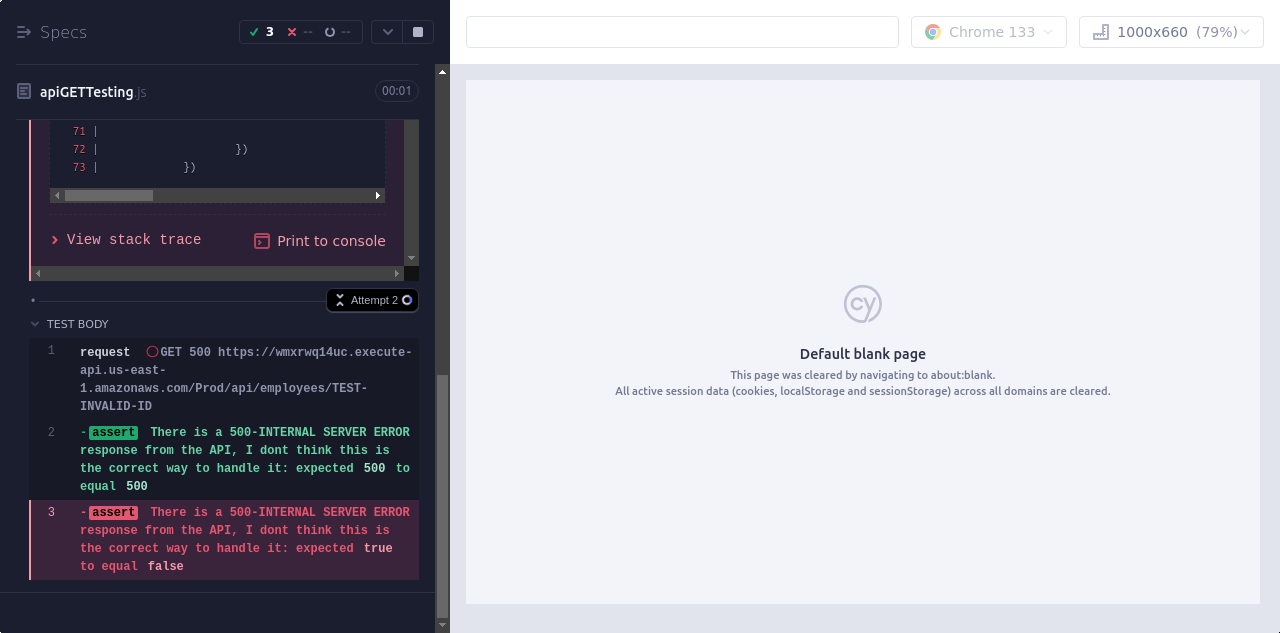 Specs
3
--
--
Chrome 133
1000x660 (79%)
apiGETTesting.js
00:01
71 |
72 | })
73 | })
View stack trace
Print to console
Attempt 2
TEST BODY
1 request GET 500 https://wmxrwq14uc.execute-
api.us-east-
1.amazonaws.com/Prod/api/employees/TEST-
INVALID-ID
2 -assert There is a 500-INTERNAL SERVER ERROR
response from the API, I dont think this is
the correct way to handle it: expected 500 to
equal 500
3 -assert There is a 500-INTERNAL SERVER ERROR
response from the API, I dont think this is
the correct way to handle it: expected true
to equal false
cy
Default blank page
This page was cleared by navigating to about:blank.
All active session data (cookies, localStorage and sessionStorage) across all domains are cleared.